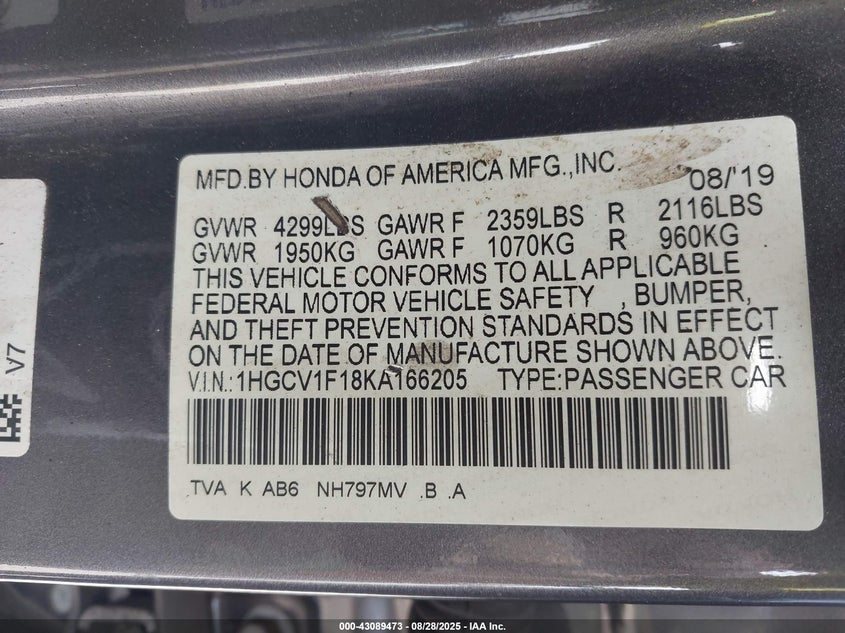 MFD.BY HONDA OF AMERICA MFG.,INC. 08/'19
GVWR 4299LBS GAWR F 2359LBS R 2116LBS
GVWR 1950KG GAWR F 1070KG R 960KG
THIS VEHICLE CONFORMS TO ALL APPLICABLE
FEDERAL MOTOR VEHICLE SAFETY , BUMPER,
AND THEFT PREVENTION STANDARDS IN EFFECT
ON THE DATE OF MANUFACTURE SHOWN ABOVE.
V.I.N.:1HGCV1F18KA166205 TYPE:PASSENGER CAR
TVA K AB6 NH797MV .B .A
V7
000-43089473 - 08/28/2025 - IAA Inc.